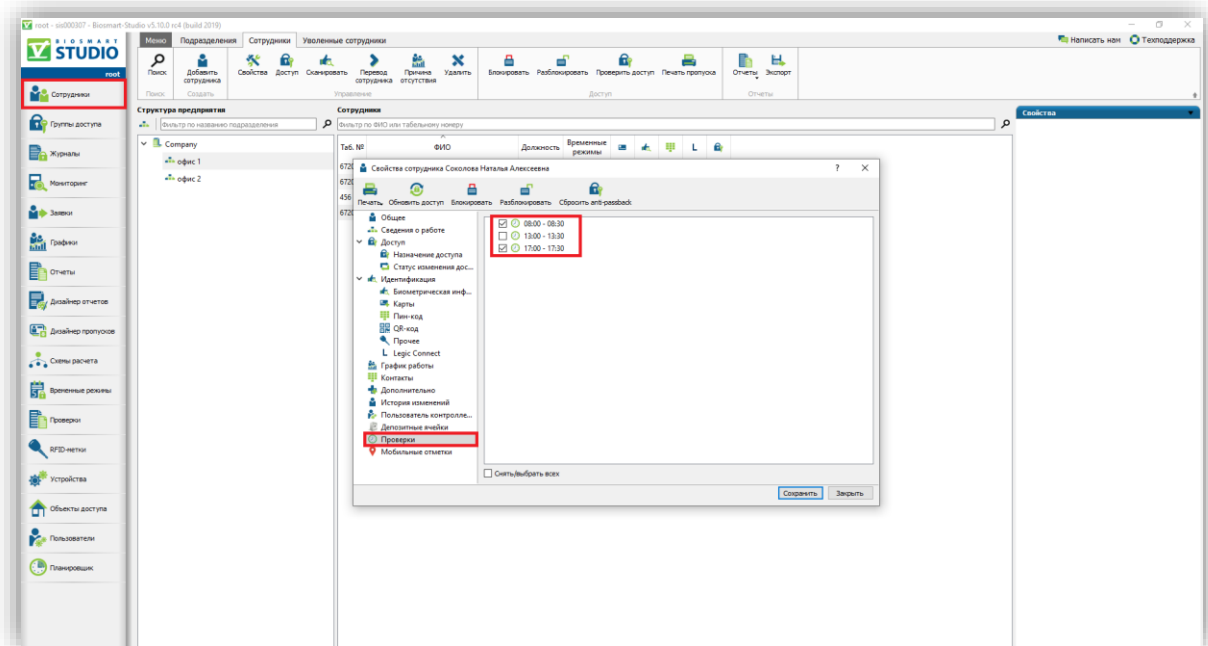 root - sis000307 - Biosmart-Studio v5.10.0 rc4 (build 2019)
BIOSMART
STUDIO
root
Меню Подразделения Сотрудники Уволенные сотрудники
Написать нам Техподдержка
Поиск Добавить сотрудника Свойства Доступ Сканировать Перевод сотрудника Причина отсутствия Удалить Блокировать Разблокировать Проверить доступ Печать пропуска Отчеты Экспорт
Поиск Создать Управление Доступ Отчеты
Сотрудники
Группы доступа
Журналы
Мониторинг
Заявки
Графики
Отчеты
Дизайнер отчетов
Дизайнер пропусков
Схемы расчета
Временные режимы
Проверки
RFID-метки
Устройства
Объекты доступа
Пользователи
Планировщик
Структура предприятия
Фильтр по названию подразделения
Company
офис 1
офис 2
Сотрудники
Фильтр по ФИО или табельному номеру
Таб. № ФИО Должность Временные режимы L
672
672
456
672
Свойства
Свойства сотрудника Соколова Наталья Алексеевна ? X
Печать Обновить доступ Блокировать Разблокировать Сбросить anti-passback
Общее
Сведения о работе
Доступ
Назначение доступа
Статус изменения дос...
Идентификация
Биометрическая инф...
Карты
Пин-код
QR-код
Прочее
L Legic Connect
График работы
Контакты
Дополнительно
История изменений
Пользователь контролле...
Депозитные ячейки
Проверки
Мобильные отметки
08:00 - 08:30
13:00 - 13:30
17:00 - 17:30
Снять/выбрать всех
Сохранить Закрыть